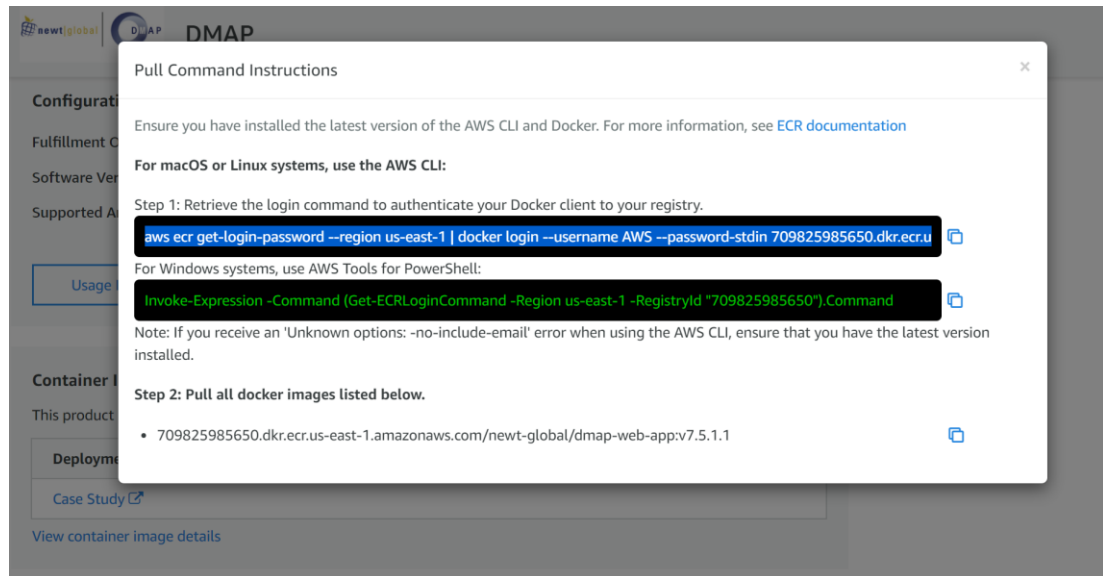 newt|global DMAP DMAP
Pull Command Instructions ×
Configurati
Ensure you have installed the latest version of the AWS CLI and Docker. For more information, see ECR documentation
Fulfillment O
For macOS or Linux systems, use the AWS CLI:
Software Ver
Step 1: Retrieve the login command to authenticate your Docker client to your registry.
Supported A
aws ecr get-login-password --region us-east-1 | docker login --username AWS --password-stdin 709825985650.dkr.ecr.u
For Windows systems, use AWS Tools for PowerShell:
Usage
Invoke-Expression -Command (Get-ECRLoginCommand -Region us-east-1 -RegistryId "709825985650").Command
Note: If you receive an 'Unknown options: -no-include-email' error when using the AWS CLI, ensure that you have the latest version
installed.
Container I
Step 2: Pull all docker images listed below.
This product
• 709825985650.dkr.ecr.us-east-1.amazonaws.com/newt-global/dmap-web-app:v7.5.1.1
Deployme
Case Study
View container image details